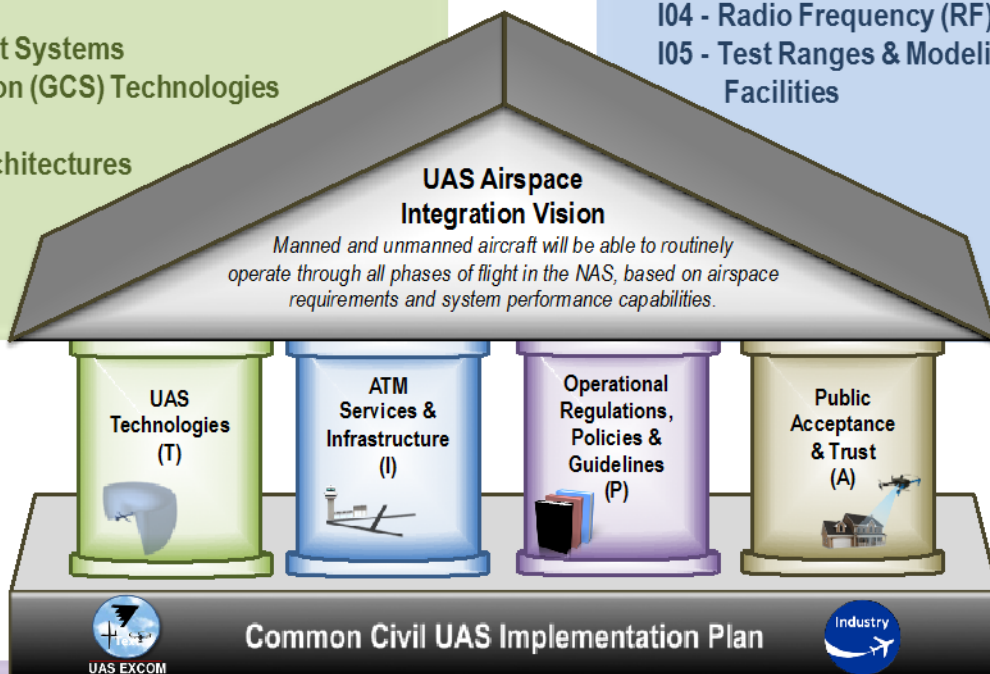 t Systems
on (GCS) Technologies
chitectures
I04 - Radio Frequency (RF)
I05 - Test Ranges & Modeli
Facilities
UAS Airspace
Integration Vision
Manned and unmanned aircraft will be able to routinely
operate through all phases of flight in the NAS, based on airspace
requirements and system performance capabilities.
UAS
Technologies
(T)
ATM
Services &
Infrastructure
(I)
Operational
Regulations,
Policies &
Guidelines
(P)
Public
Acceptance
& Trust
(A)
UAS EXCOM
Common Civil UAS Implementation Plan
Industry